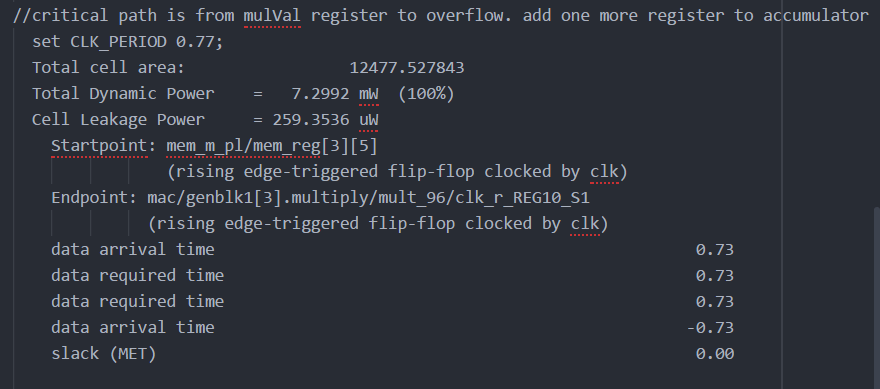 //critical path is from mulVal register to overflow. add one more register to accumulator
set CLK_PERIOD 0.77;
Total cell area: 12477.527843
Total Dynamic Power = 7.2992 mW (100%)
Cell Leakage Power = 259.3536 uW
Startpoint: mem_m_pl/mem_reg[3][5]
(rising edge-triggered flip-flop clocked by clk)
Endpoint: mac/genblk1[3].multiply/mult_96/clk_r_REG10_S1
(rising edge-triggered flip-flop clocked by clk)
data arrival time 0.73
data required time 0.73
data required time 0.73
data arrival time -0.73
slack (MET) 0.00